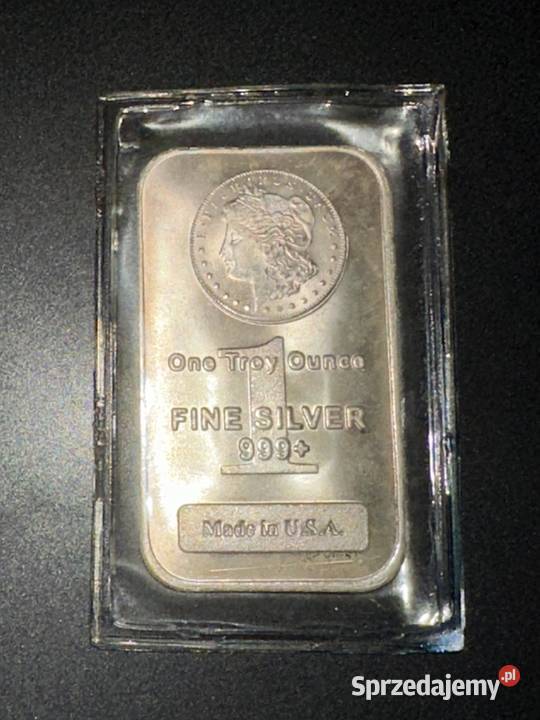 One Troy Ounce
1
FINE SILVER
999+
Made in U.S.A.
Sprzedajemy.pl